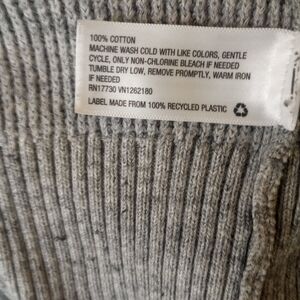 100% COTTON
MACHINE WASH COLD WITH LIKE COLORS, GENTLE
CYCLE, ONLY NON-CHLORINE BLEACH IF NEEDED
TUMBLE DRY LOW, REMOVE PROMPTLY, WARM IRON
IF NEEDED
RN17730 VN1262180
LABEL MADE FROM 100% RECYCLED PLASTIC